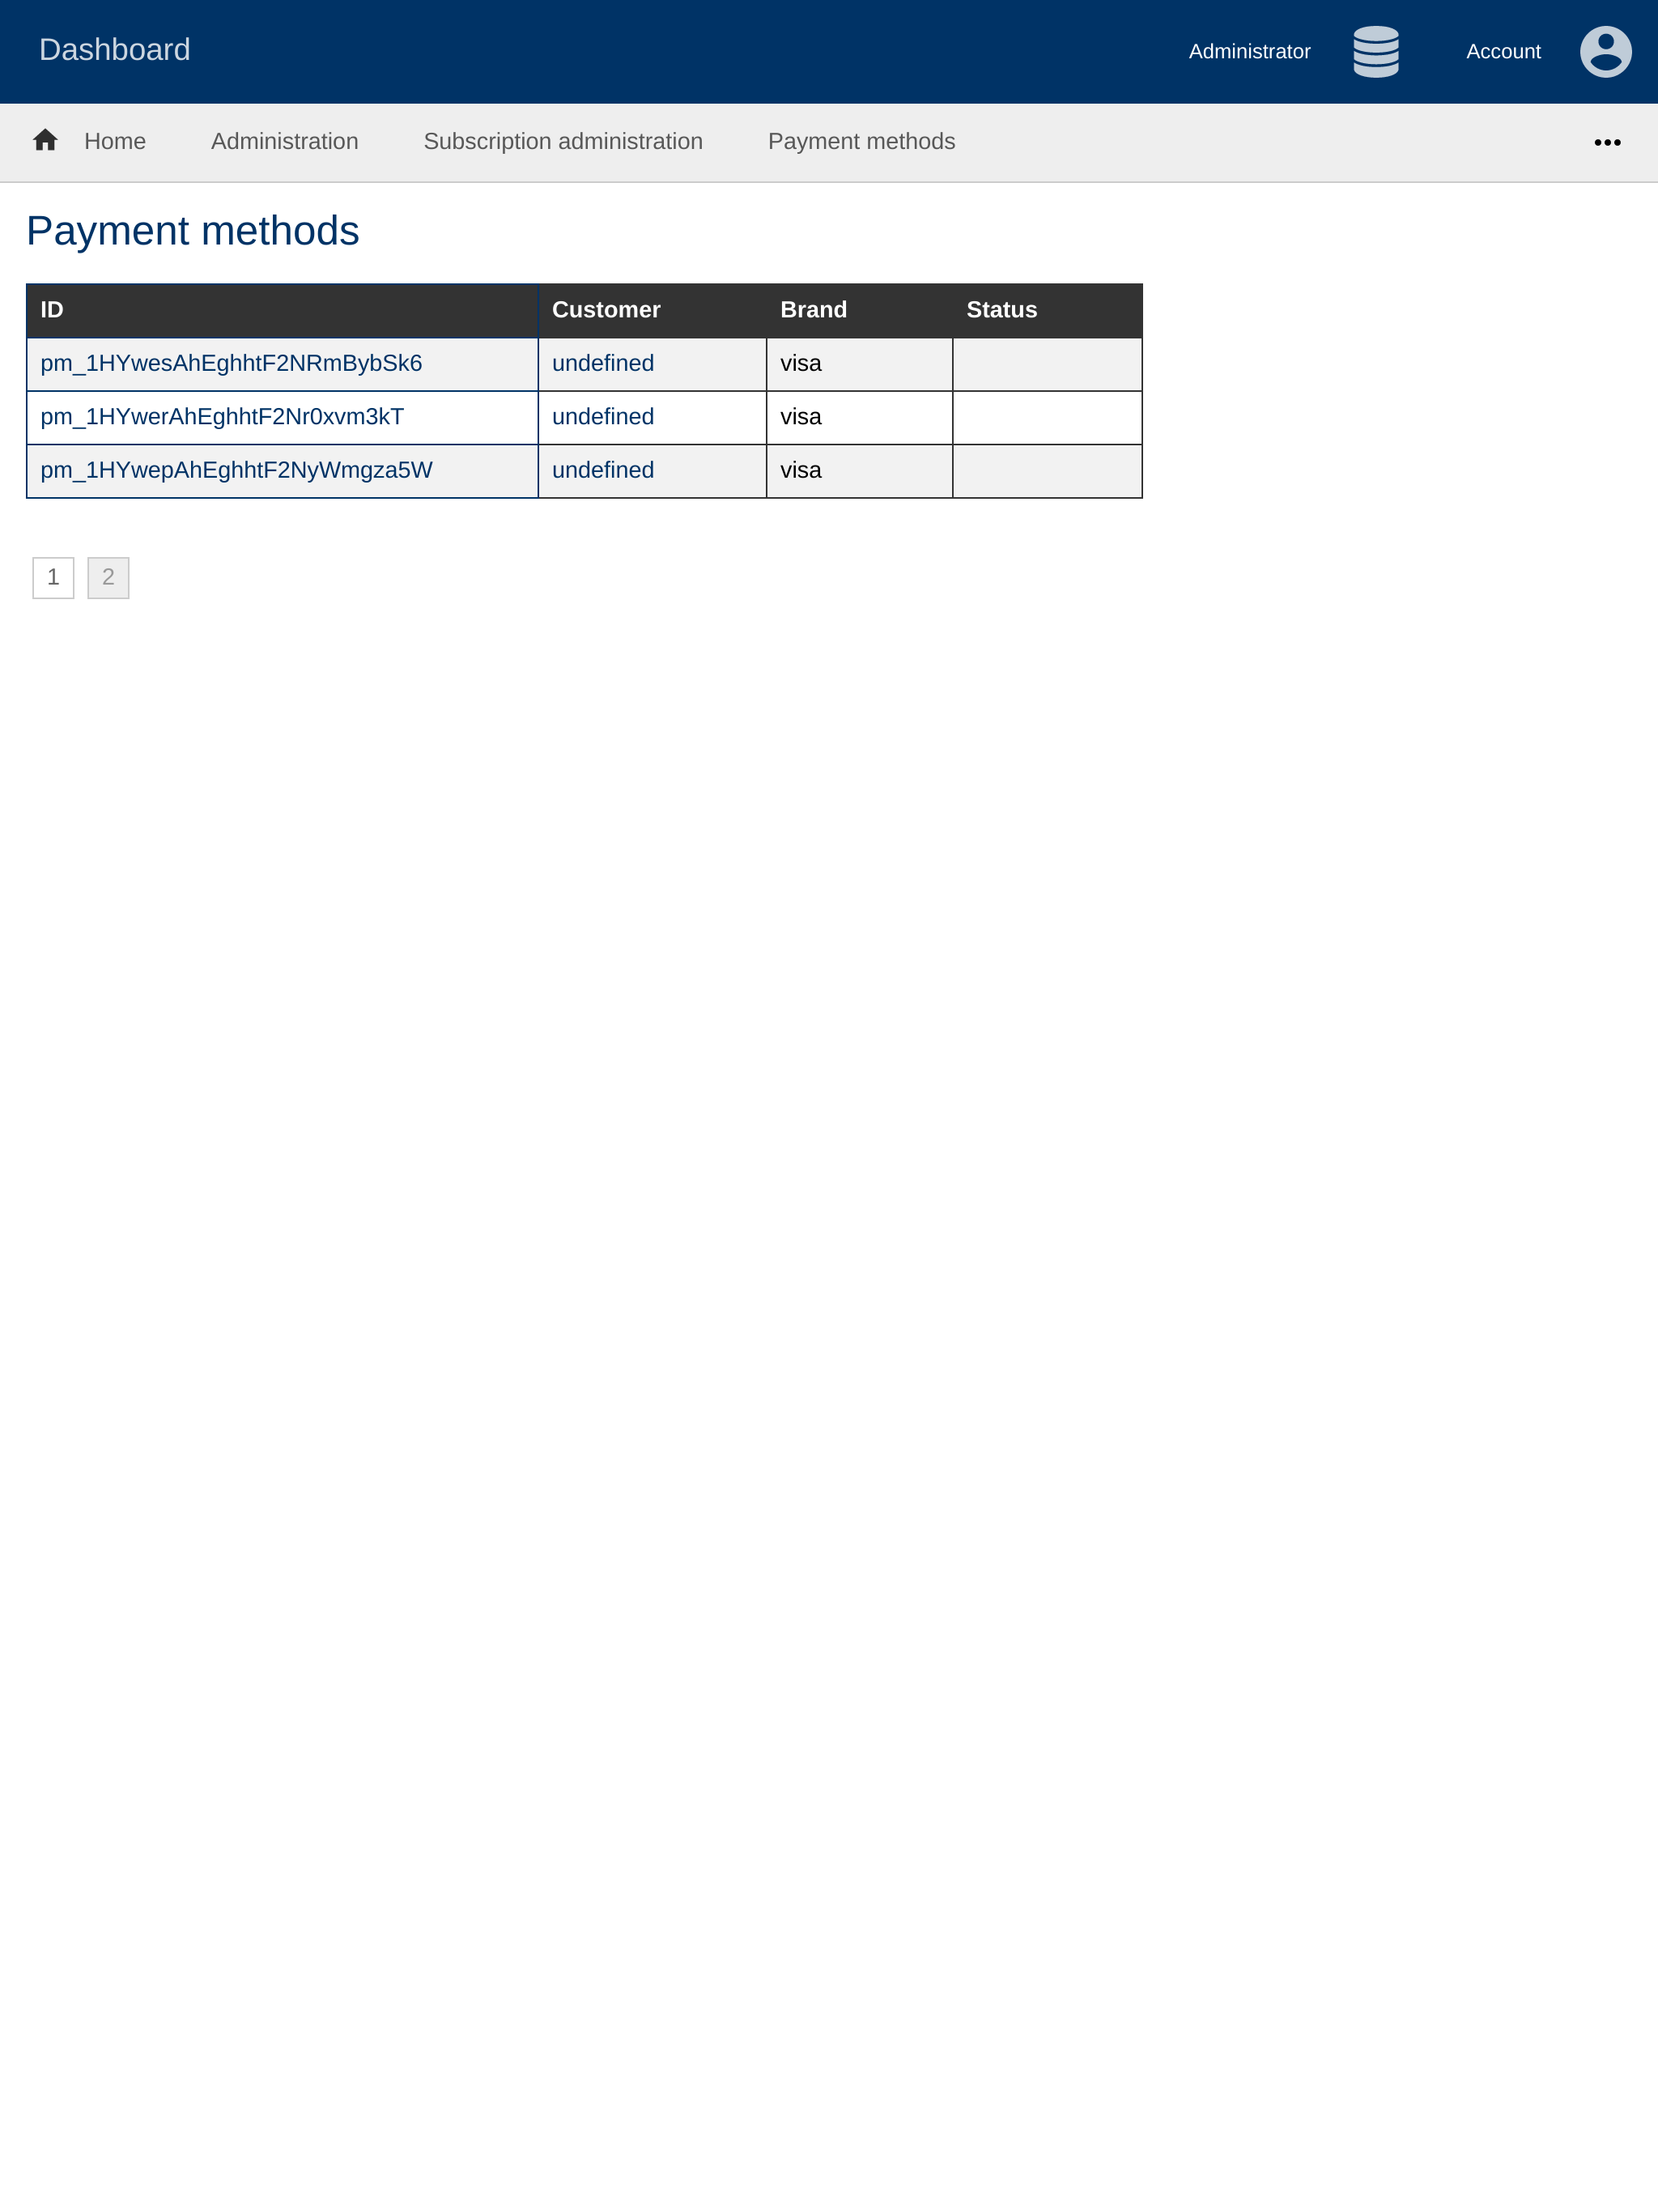 Dashboard Administrator Account
Home Administration Subscription administration Payment methods •••
Payment methods
ID Customer Brand Status
pm_1HYwesAhEghhtF2NRmBybSk6 undefined visa
pm_1HYwerAhEghhtF2Nr0xvm3kT undefined visa
pm_1HYwepAhEghhtF2NyWmgza5W undefined visa
1 2